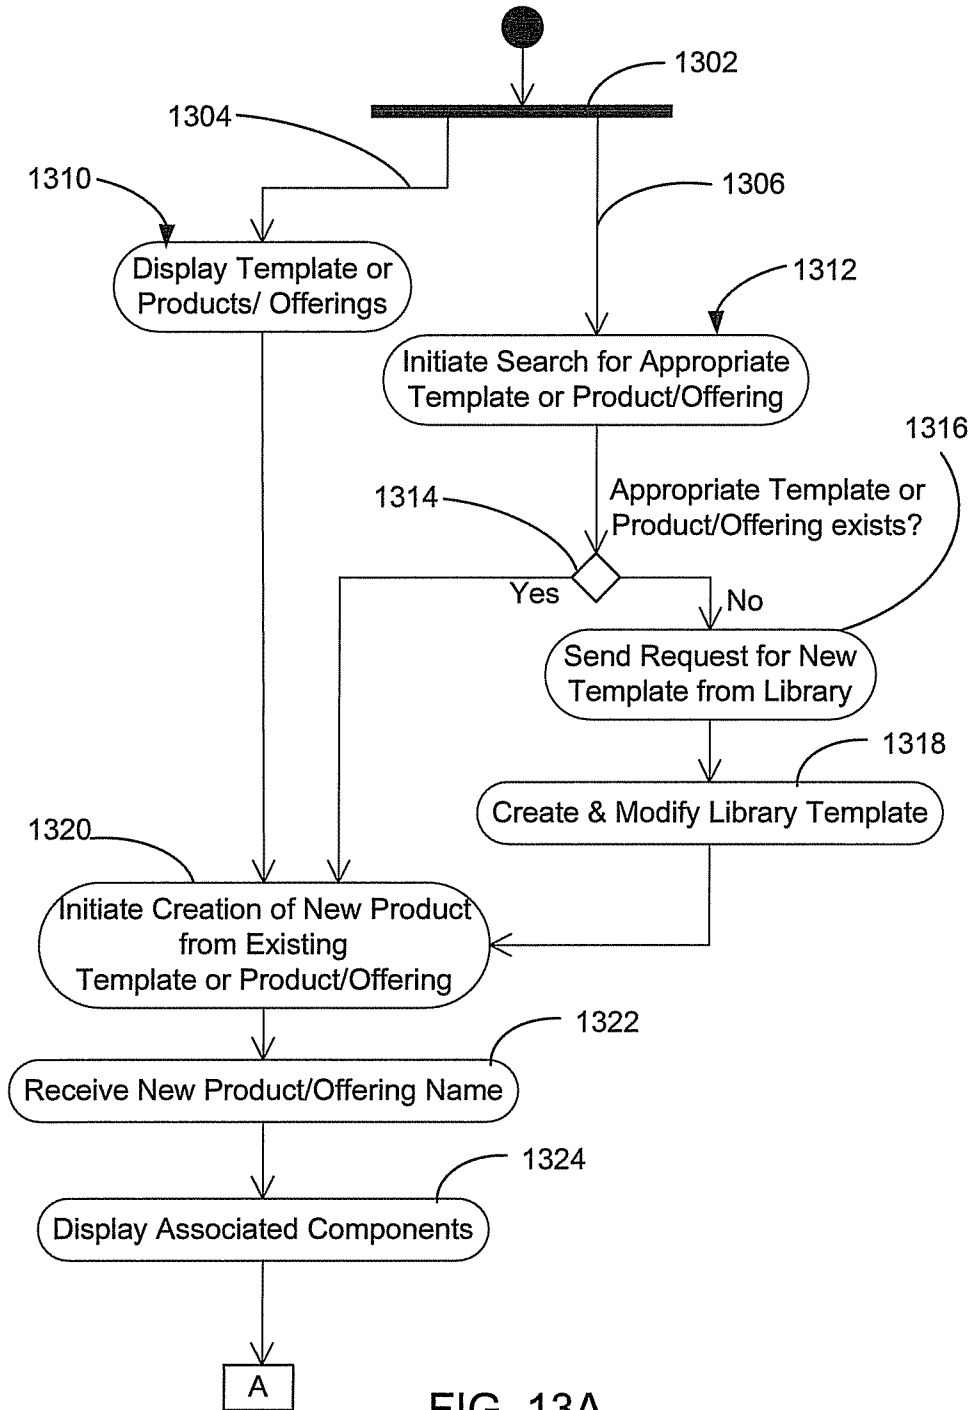 1302
1304
1310
1306
Display Template or
Products/ Offerings
1312
Initiate Search for Appropriate
Template or Product/Offering
1316
1314
Appropriate Template or
Product/Offering exists?
Yes
No
Send Request for New
Template from Library
1318
Create & Modify Library Template
1320
Initiate Creation of New Product
from Existing
Template or Product/Offering
1322
Receive New Product/Offering Name
1324
Display Associated Components
A
FIG. 13A